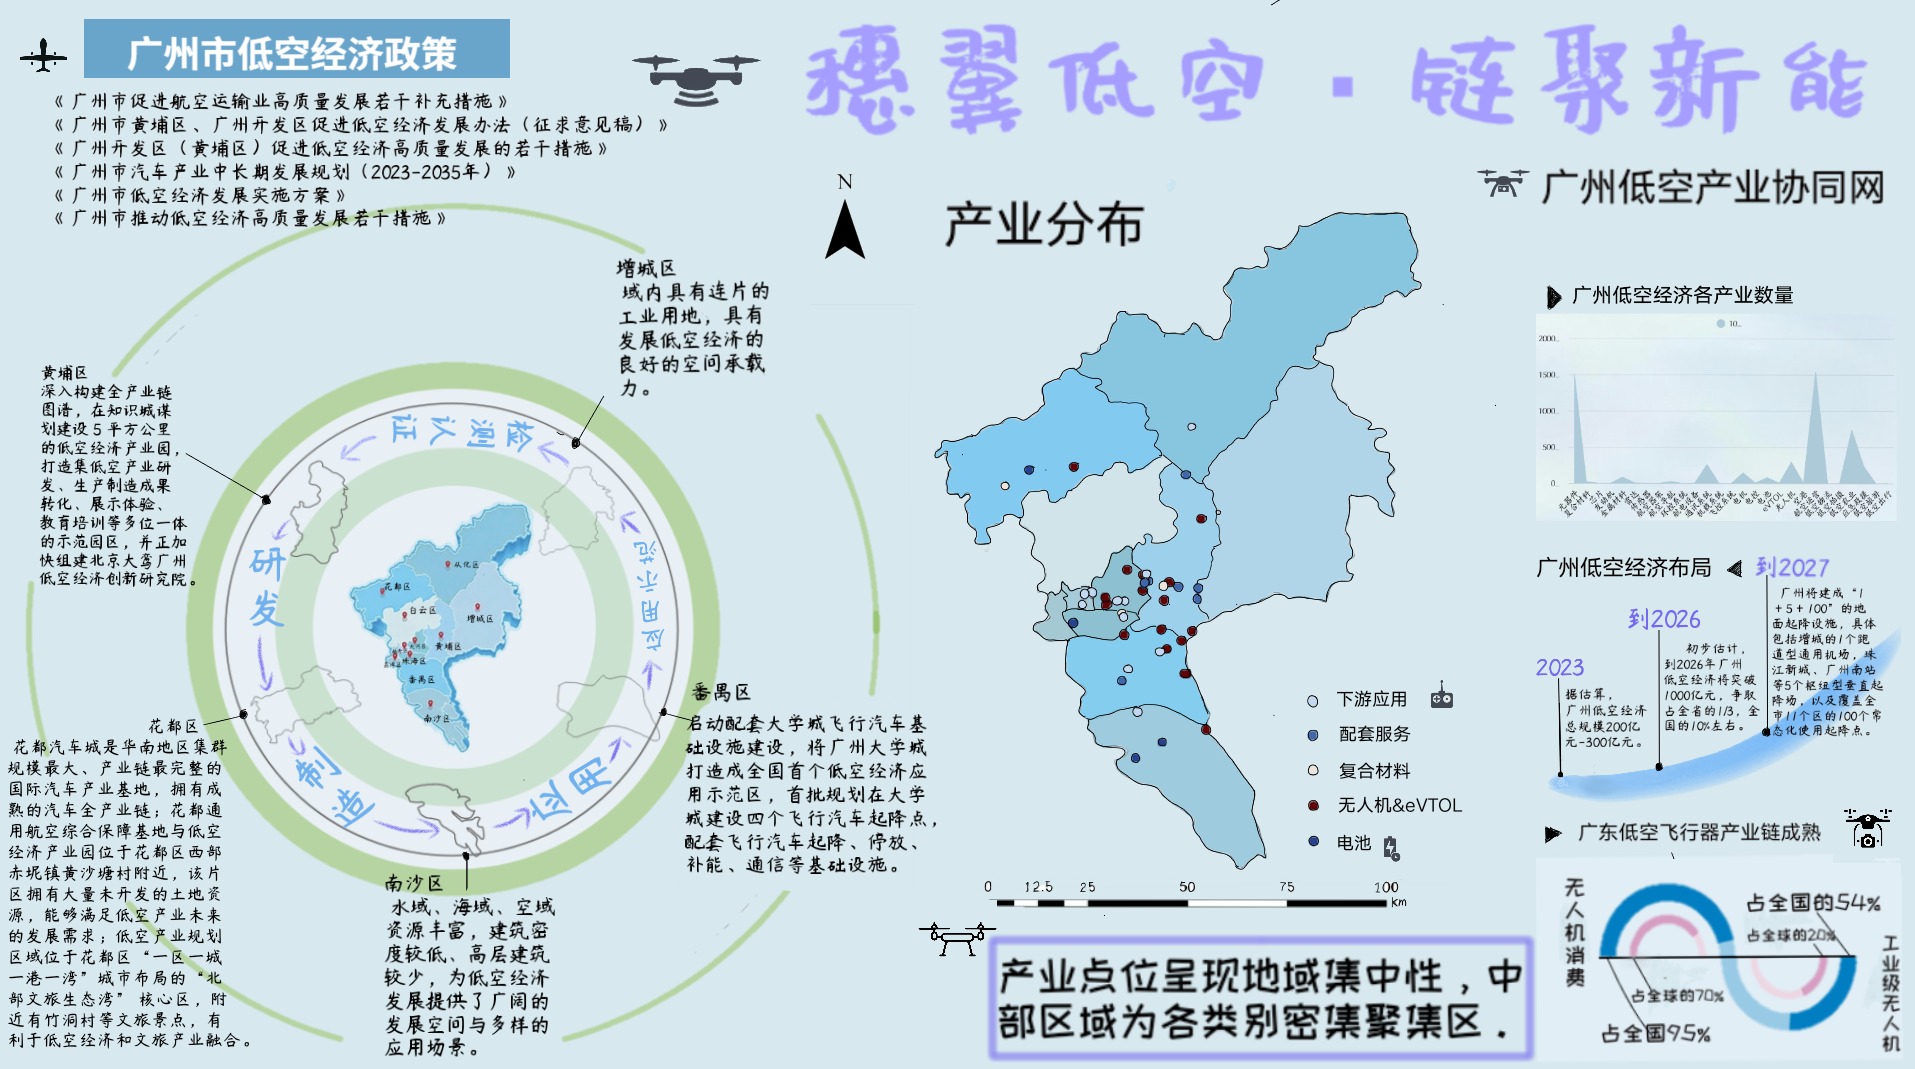 广州市低空经济政策
《广州市促进航空运输业高质量发展若干补充措施》
《广州市黄埔区、广州开发区促进低空经济发展办法（征求意见稿）》
《广州开发区（黄埔区）促进低空经济高质量发展的若干措施》
《广州市汽车产业中长期发展规划（2023-2035年）》
《广州市低空经济发展实施方案》
《广州市推动低空经济高质量发展若干措施》
穗翼低空·链聚新能
广州低空产业协同网
增城区
域内具有连片的
工业用地，具有
发展低空经济的
良好的空间承载
力。
黄埔区
深入构建全产业链
图谱，在知识城谋
划建设5平方公里
的低空经济产业园，
打造集低空产业研
发、生产制造成果
转化、展示体验、
教育培训等多位一体
的示范园区，并正加
快组建北京大鸾广州
低空经济创新研究院。
检测认证
研发
制造
应用示范
从化区
花都区
白云区
增城区
黄埔区
珠海区
番禺区
南沙区
花都区
花都汽车城是华南地区集群
规模最大、产业链最完整的
国际汽车产业基地，拥有成
熟的汽车全产业链；花都通
用航空综合保障基地与低空
经济产业园位于花都区西部
赤坭镇黄沙塘村附近，该片
区拥有大量未开发的土地资
源，能够满足低空产业未来
的发展需求；低空产业规划
区域位于花都区“一区一城
一港一湾”城市布局的“北
部文旅生态湾” 核心区，附
近有竹洞村等文旅景点，有
利于低空经济和文旅产业融合。
南沙区
水域、海域、空域
资源丰富，建筑密
度较低、高层建筑
较少，为低空经济
发展提供了广阔的
发展空间与多样的
应用场景。
番禺区
启动配套大学城飞行汽车基
础设施建设，将广州大学城
打造成全国首个低空经济应
用示范区，首批规划在大学
城建设四个飞行汽车起降点，
配套飞行汽车起降、停放、
补能、通信等基础设施。
N
产业分布
下游应用
配套服务
复合材料
无人机&eVTOL
电池
0 12.5 25 50 75 100
km
产业点位呈现地域集中性，中
部区域为各类别密集聚集区.
广州低空经济各产业数量
10...
2000...
1500...
1000...
500...
0...
eVTOL
无人机
广州低空经济布局
到2027
广州将建成“1
+5+100”的地
面起降设施，具体
包括增城的1个跑
道型通用机场，珠
江新城、广州南站
等5个枢纽型垂直起
降场，以及覆盖全
市11个区的100个常
态化使用起降点。
到2026
初步估计，
到2026年广州
低空经济将突破
1000亿元，争取
占全省的1/3，全
国的10%左右。
2023
据估算，
广州低空经济
总规模200亿
元-300亿元。
广东低空飞行器产业链成熟
无人机消费
占全国的54%
占全球的20%
占全球的70%
占全国95%
工业级无人机